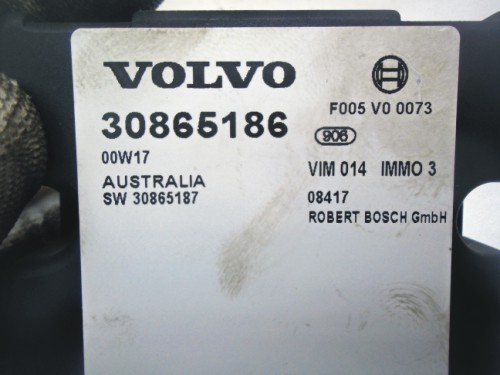 VOLVO
F005 V0 0073
30865186
906
00W17
VIM 014 IMMO 3
AUSTRALIA
SW 30865187
08417
ROBERT BOSCH GmbH